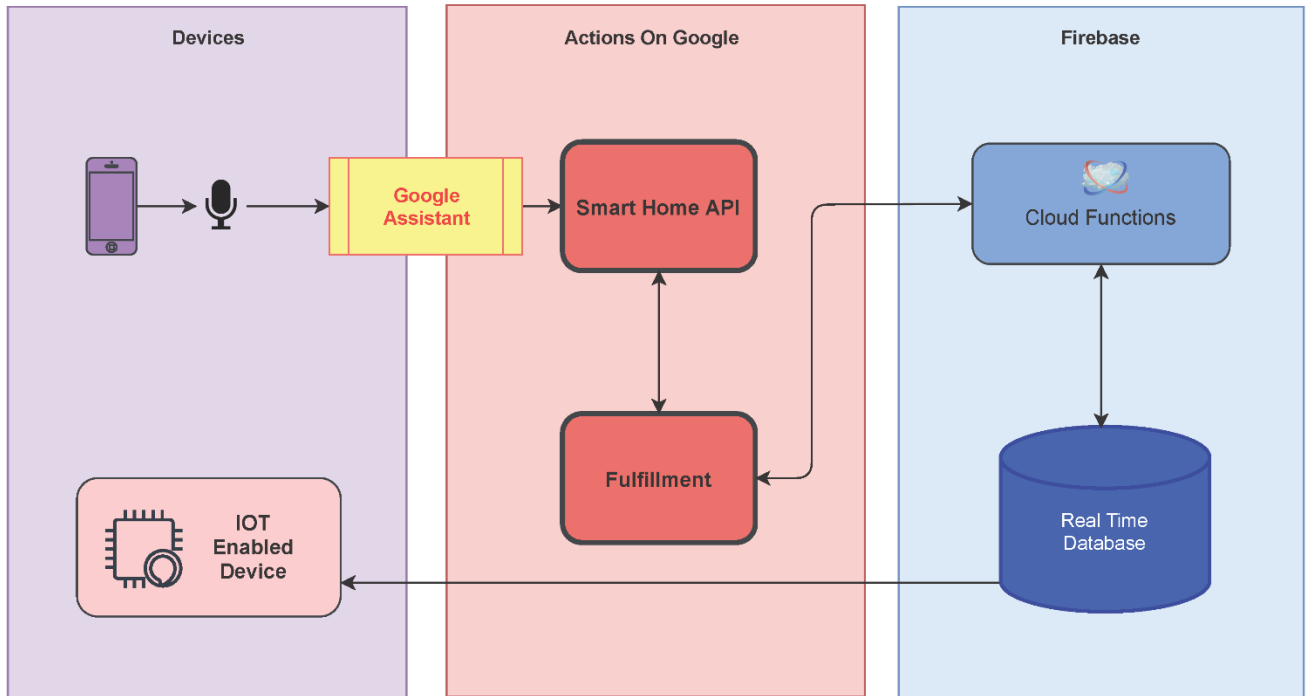 Devices
Actions On Google
Firebase
Google
Assistant
Smart Home API
Cloud Functions
Fulfillment
IOT
Enabled
Device
Real Time
Database